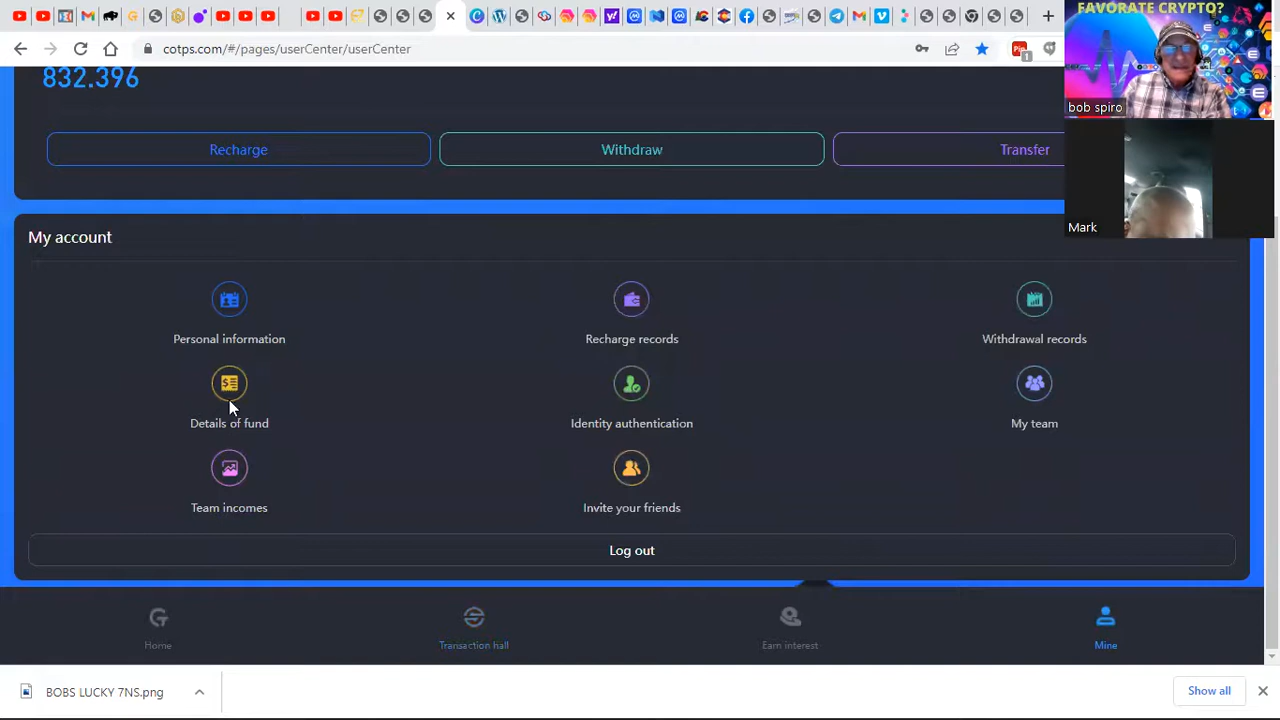 FAVORATE CRYPTO?
cotps.com/#/pages/userCenter/userCenter
1
832.396
bob spiro
Recharge
Withdraw
Transfer
Mark
My account
Personal information
Recharge records
Withdrawal records
Details of fund
Identity authentication
My team
Team incomes
Invite your friends
Log out
Home
Transaction hall
Earn interest
Mine
BOBS LUCKY 7NS.png
Show all